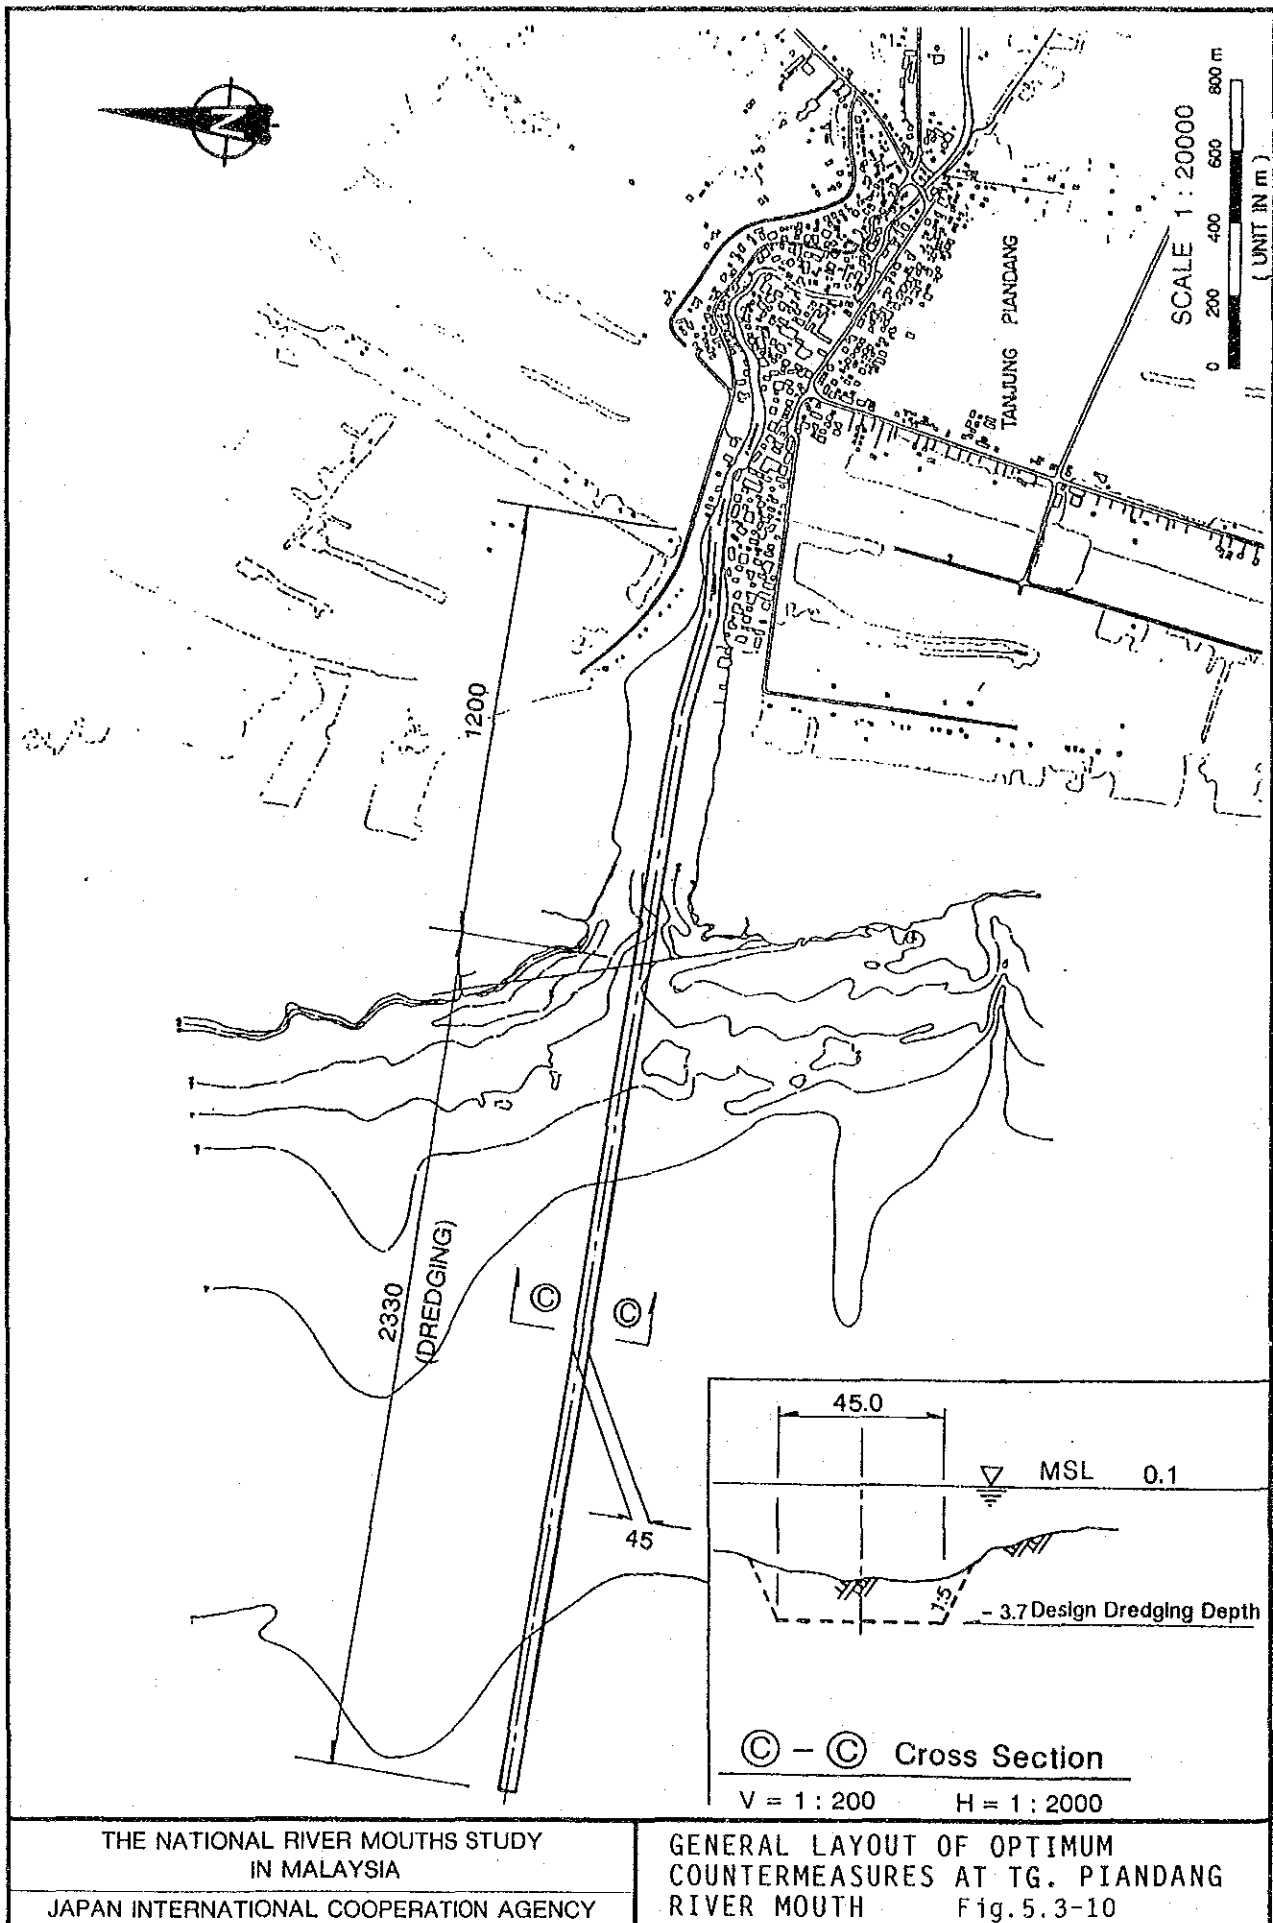 N
SCALE 1 : 20000
0 200 400 600 800 m
( UNIT IN m )
TANJUNG PIANDANG
1200
2330
(DREDGING)
C
C
45
45.0
MSL 0.1
1:5
- 3.7 Design Dredging Depth
C - C Cross Section
V = 1 : 200 H = 1 : 2000
THE NATIONAL RIVER MOUTHS STUDY
IN MALAYSIA
JAPAN INTERNATIONAL COOPERATION AGENCY
GENERAL LAYOUT OF OPTIMUM
COUNTERMEASURES AT TG. PIANDANG
RIVER MOUTH Fig.5.3-10